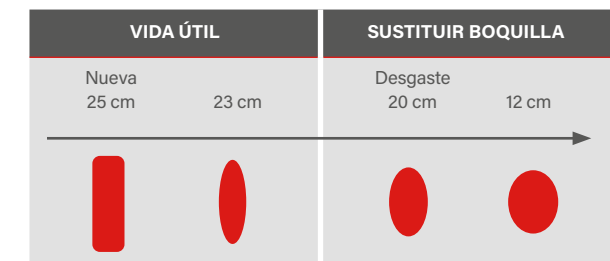 VIDA ÚTIL
SUSTITUIR BOQUILLA
Nueva
25 cm
23 cm
Desgaste
20 cm
12 cm